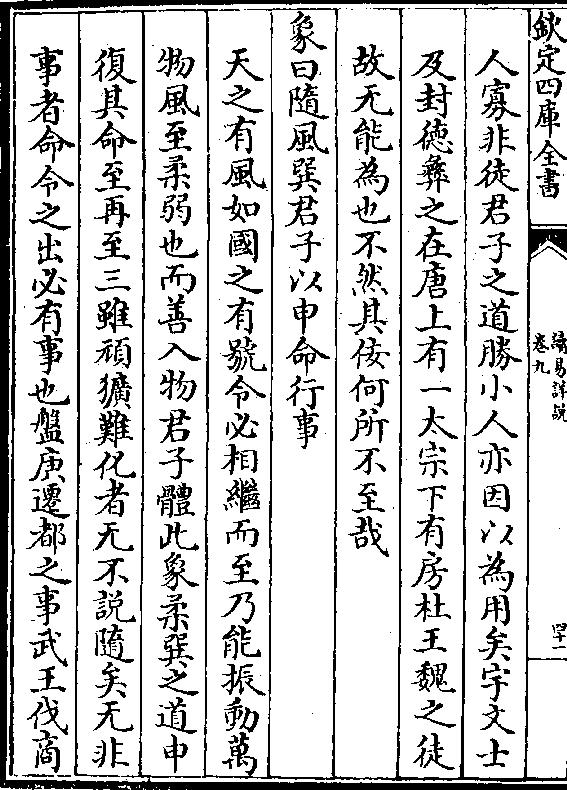 欽定四庫全書
讀易詳說
卷九
四十一
人寡非徒君子之道勝小人亦因以為用矣宇文士
及封德彝之在唐上有一太宗下有房杜王魏之徒
故无能為也不然其佞何所不至哉
象曰隨風巽君子以申命行事
天之有風如國之有號令必相繼而至乃能振動萬
物風至柔弱也而善入物君子體此象柔巽之道申
復其命至再至三雖頑獷難化者无不說隨矣无非
事者命令之出必有事也盤庚遷都之事武王伐商